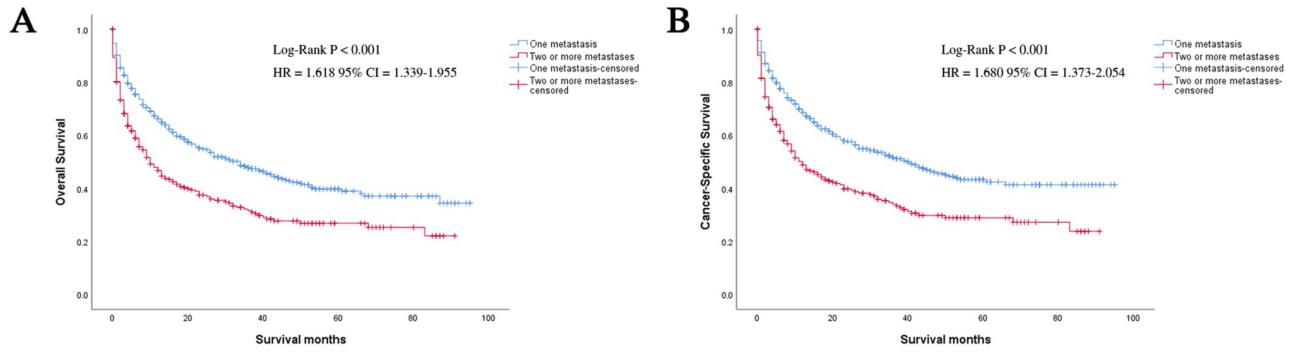 A
Log-Rank P < 0.001
HR = 1.618 95% CI = 1.339-1.955
One metastasis
Two or more metastases
One metastasis-censored
Two or more metastases-
censored
Overall Survival
1.0
0.8
0.6
0.4
0.2
0.0
0 20 40 60 80 100
Survival months
B
Log-Rank P < 0.001
HR = 1.680 95% CI = 1.373-2.054
One metastasis
Two or more metastases
One metastasis-censored
Two or more metastases-
censored
Cancer-Specific Survival
1.0
0.8
0.6
0.4
0.2
0.0
0 20 40 60 80 100
Survival months